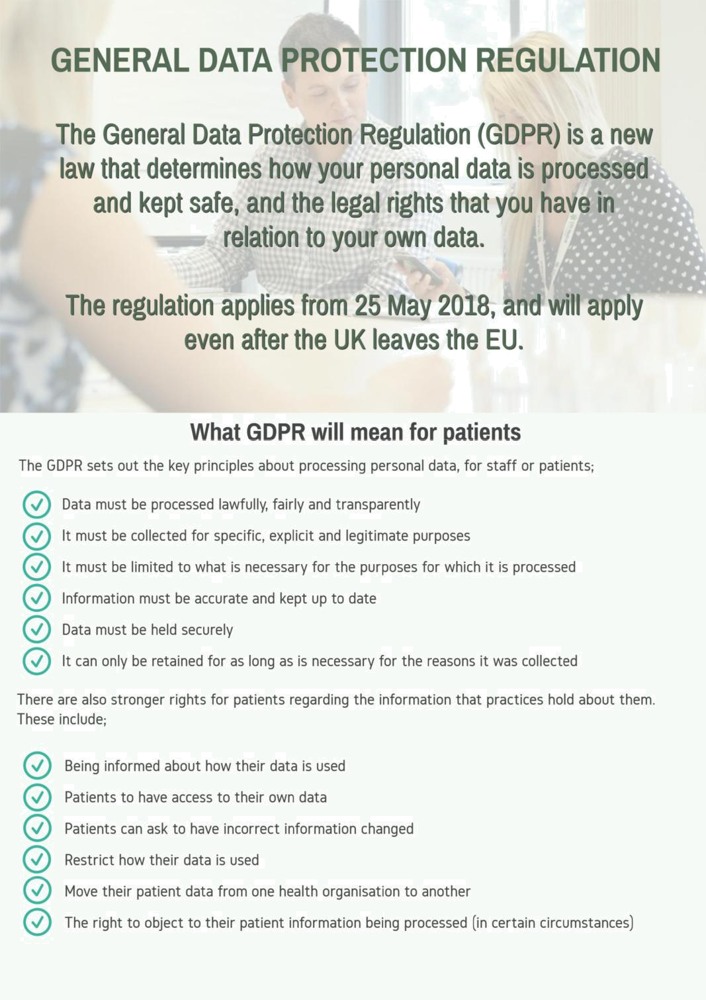 GENERAL DATA PROTECTION REGULATION
The General Data Protection Regulation (GDPR) is a new
law that determines how your personal data is processed
and kept safe, and the legal rights that you have in
relation to your own data.
The regulation applies from 25 May 2018, and will apply
even after the UK leaves the EU.
What GDPR will mean for patients
The GDPR sets out the key principles about processing personal data, for staff or patients;
Data must be processed lawfully, fairly and transparently
It must be collected for specific, explicit and legitimate purposes
It must be limited to what is necessary for the purposes for which it is processed
Information must be accurate and kept up to date
Data must be held securely
It can only be retained for as long as is necessary for the reasons it was collected
There are also stronger rights for patients regarding the information that practices hold about them.
These include;
Being informed about how their data is used
Patients to have access to their own data
Patients can ask to have incorrect information changed
Restrict how their data is used
Move their patient data from one health organisation to another
The right to object to their patient information being processed (in certain circumstances)